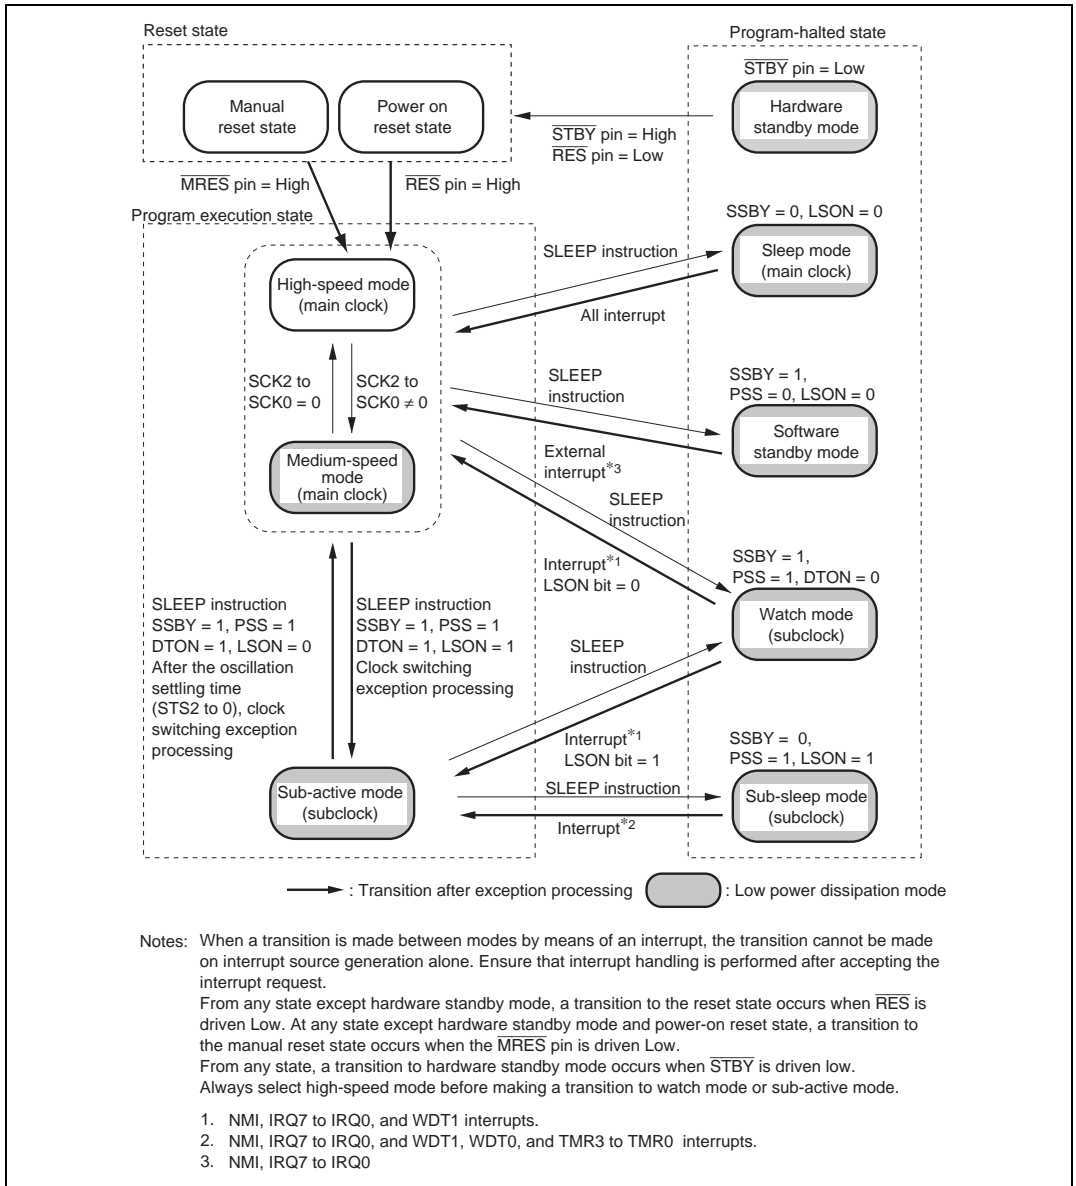 Reset state
Program-halted state
STBY pin = Low
Manual
reset state
Power on
reset state
Hardware
standby mode
STBY pin = High
RES pin = Low
MRES pin = High
RES pin = High
Program execution state
SSBY = 0, LSON = 0
High-speed mode
(main clock)
SLEEP instruction
Sleep mode
(main clock)
All interrupt
SCK2 to
SCK0 = 0
SCK2 to
SCK0 ≠ 0
SLEEP
instruction
SSBY = 1,
PSS = 0, LSON = 0
Software
standby mode
Medium-speed
mode
(main clock)
External
interrupt*3
SLEEP
instruction
Interrupt*1
LSON bit = 0
SSBY = 1,
PSS = 1, DTON = 0
Watch mode
(subclock)
SLEEP instruction
SSBY = 1, PSS = 1
DTON = 1, LSON = 0
After the oscillation
settling time
(STS2 to 0), clock
switching exception
processing
SLEEP instruction
SSBY = 1, PSS = 1
DTON = 1, LSON = 1
Clock switching
exception processing
SLEEP
instruction
Interrupt*1
LSON bit = 1
SSBY = 0,
PSS = 1, LSON = 1
Sub-active mode
(subclock)
SLEEP instruction
Sub-sleep mode
(subclock)
Interrupt*2
: Transition after exception processing
: Low power dissipation mode
Notes: When a transition is made between modes by means of an interrupt, the transition cannot be made
on interrupt source generation alone. Ensure that interrupt handling is performed after accepting the
interrupt request.
From any state except hardware standby mode, a transition to the reset state occurs when RES is
driven Low. At any state except hardware standby mode and power-on reset state, a transition to
the manual reset state occurs when the MRES pin is driven Low.
From any state, a transition to hardware standby mode occurs when STBY is driven low.
Always select high-speed mode before making a transition to watch mode or sub-active mode.
1. NMI, IRQ7 to IRQ0, and WDT1 interrupts.
2. NMI, IRQ7 to IRQ0, and WDT1, WDT0, and TMR3 to TMR0 interrupts.
3. NMI, IRQ7 to IRQ0